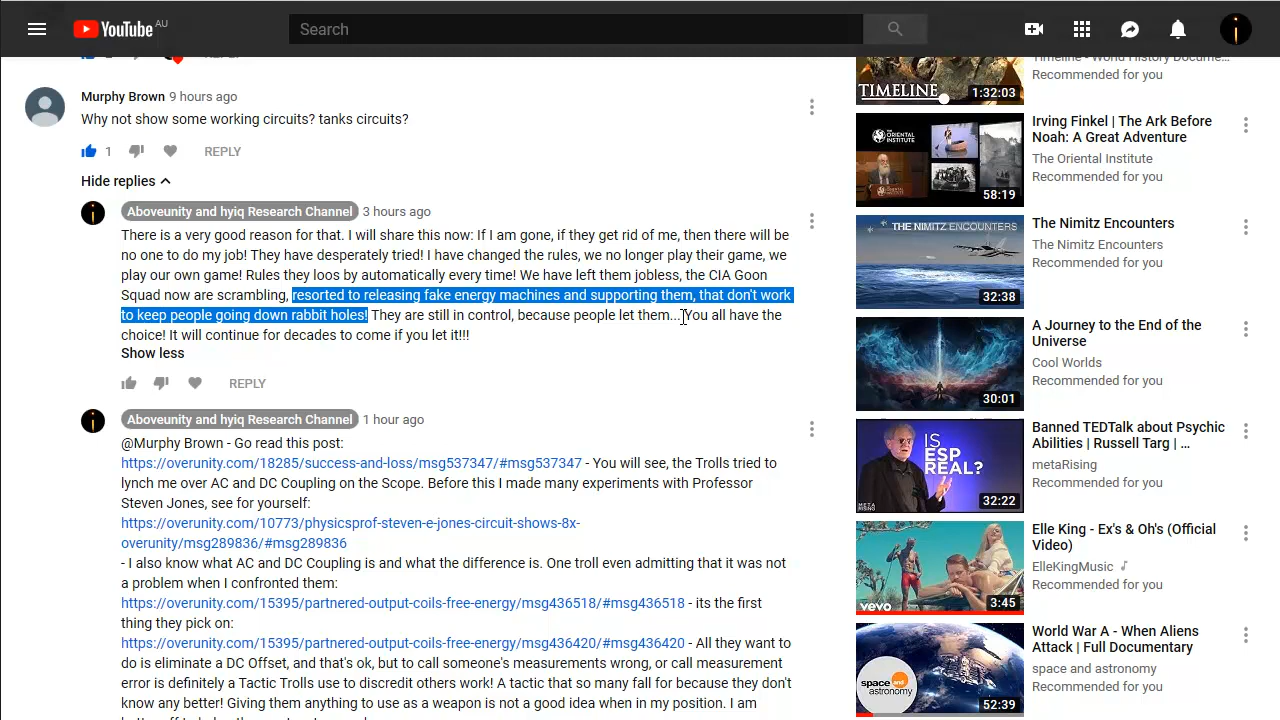 YouTube AU
Search
REPLY
Murphy Brown 9 hours ago
Why not show some working circuits? tanks circuits?
1 REPLY
Hide replies
Aboveunity and hyiq Research Channel 3 hours ago
There is a very good reason for that. I will share this now: If I am gone, if they get rid of me, then there will be
no one to do my job! They have desperately tried! I have changed the rules, we no longer play their game, we
play our own game! Rules they loos by automatically every time! We have left them jobless, the CIA Goon
Squad now are scrambling, resorted to releasing fake energy machines and supporting them, that don't work
to keep people going down rabbit holes! They are still in control, because people let them... You all have the
choice! It will continue for decades to come if you let it!!!
Show less
REPLY
Aboveunity and hyiq Research Channel 1 hour ago
@Murphy Brown - Go read this post:
https://overunity.com/18285/success-and-loss/msg537347/#msg537347 - You will see, the Trolls tried to
lynch me over AC and DC Coupling on the Scope. Before this I made many experiments with Professor
Steven Jones, see for yourself:
https://overunity.com/10773/physicsprof-steven-e-jones-circuit-shows-8x-
overunity/msg289836/#msg289836
- I also know what AC and DC Coupling is and what the difference is. One troll even admitting that it was not
a problem when I confronted them:
https://overunity.com/15395/partnered-output-coils-free-energy/msg436518/#msg436518 - its the first
thing they pick on:
https://overunity.com/15395/partnered-output-coils-free-energy/msg436420/#msg436420 - All they want to
do is eliminate a DC Offset, and that's ok, but to call someone's measurements wrong, or call measurement
error is definitely a Tactic Trolls use to discredit others work! A tactic that so many fall for because they don't
know any better! Giving them anything to use as a weapon is not a good idea when in my position. I am
TIMELINE
1:32:03
Timeline - World History Docume...
Recommended for you
THE ORIENTAL INSTITUTE
58:19
Irving Finkel | The Ark Before
Noah: A Great Adventure
The Oriental Institute
Recommended for you
THE NIMITZ ENCOUNTERS
32:38
The Nimitz Encounters
The Nimitz Encounters
Recommended for you
30:01
A Journey to the End of the
Universe
Cool Worlds
Recommended for you
IS
ESP
REAL?
META RISING
32:22
Banned TEDTalk about Psychic
Abilities | Russell Targ | ...
metaRising
Recommended for you
vevo
3:45
Elle King - Ex's & Oh's (Official
Video)
ElleKingMusic
Recommended for you
space and
astronomy
52:39
World War A - When Aliens
Attack | Full Documentary
space and astronomy
Recommended for you